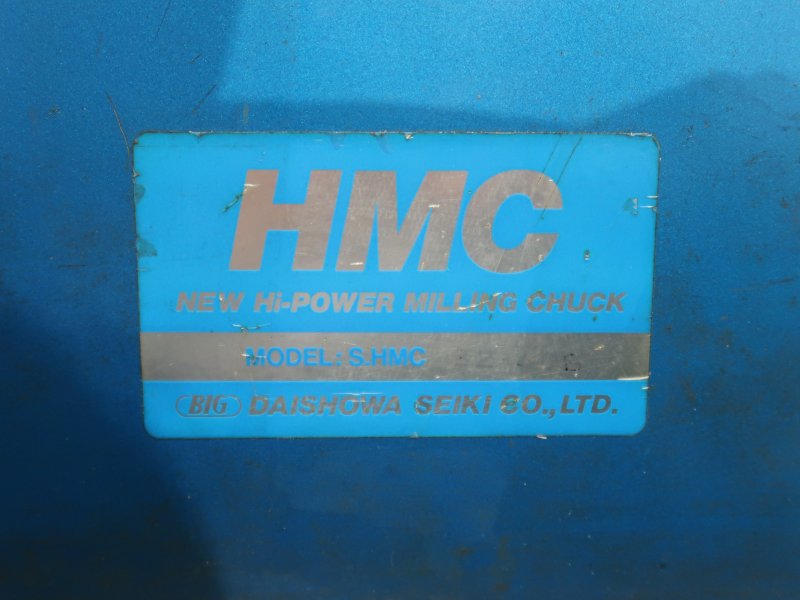 HMC
NEW Hi-POWER MILLING CHUCK
MODEL: S.HMC
BIG DAISHOWA SEIKI CO., LTD.